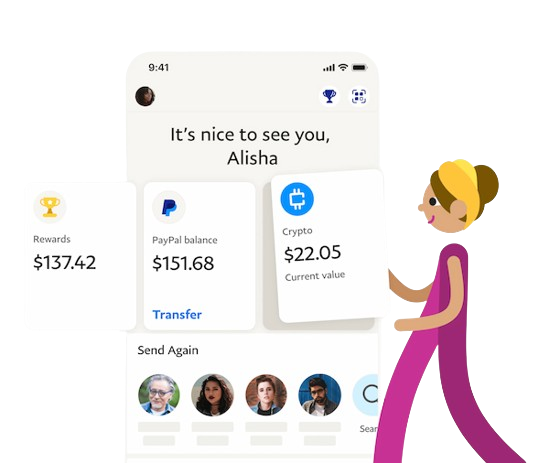 9:41
It's nice to see you,
Alisha
Rewards
$137.42
PayPal balance
$151.68
Transfer
Crypto
$22.05
Current value
Send Again